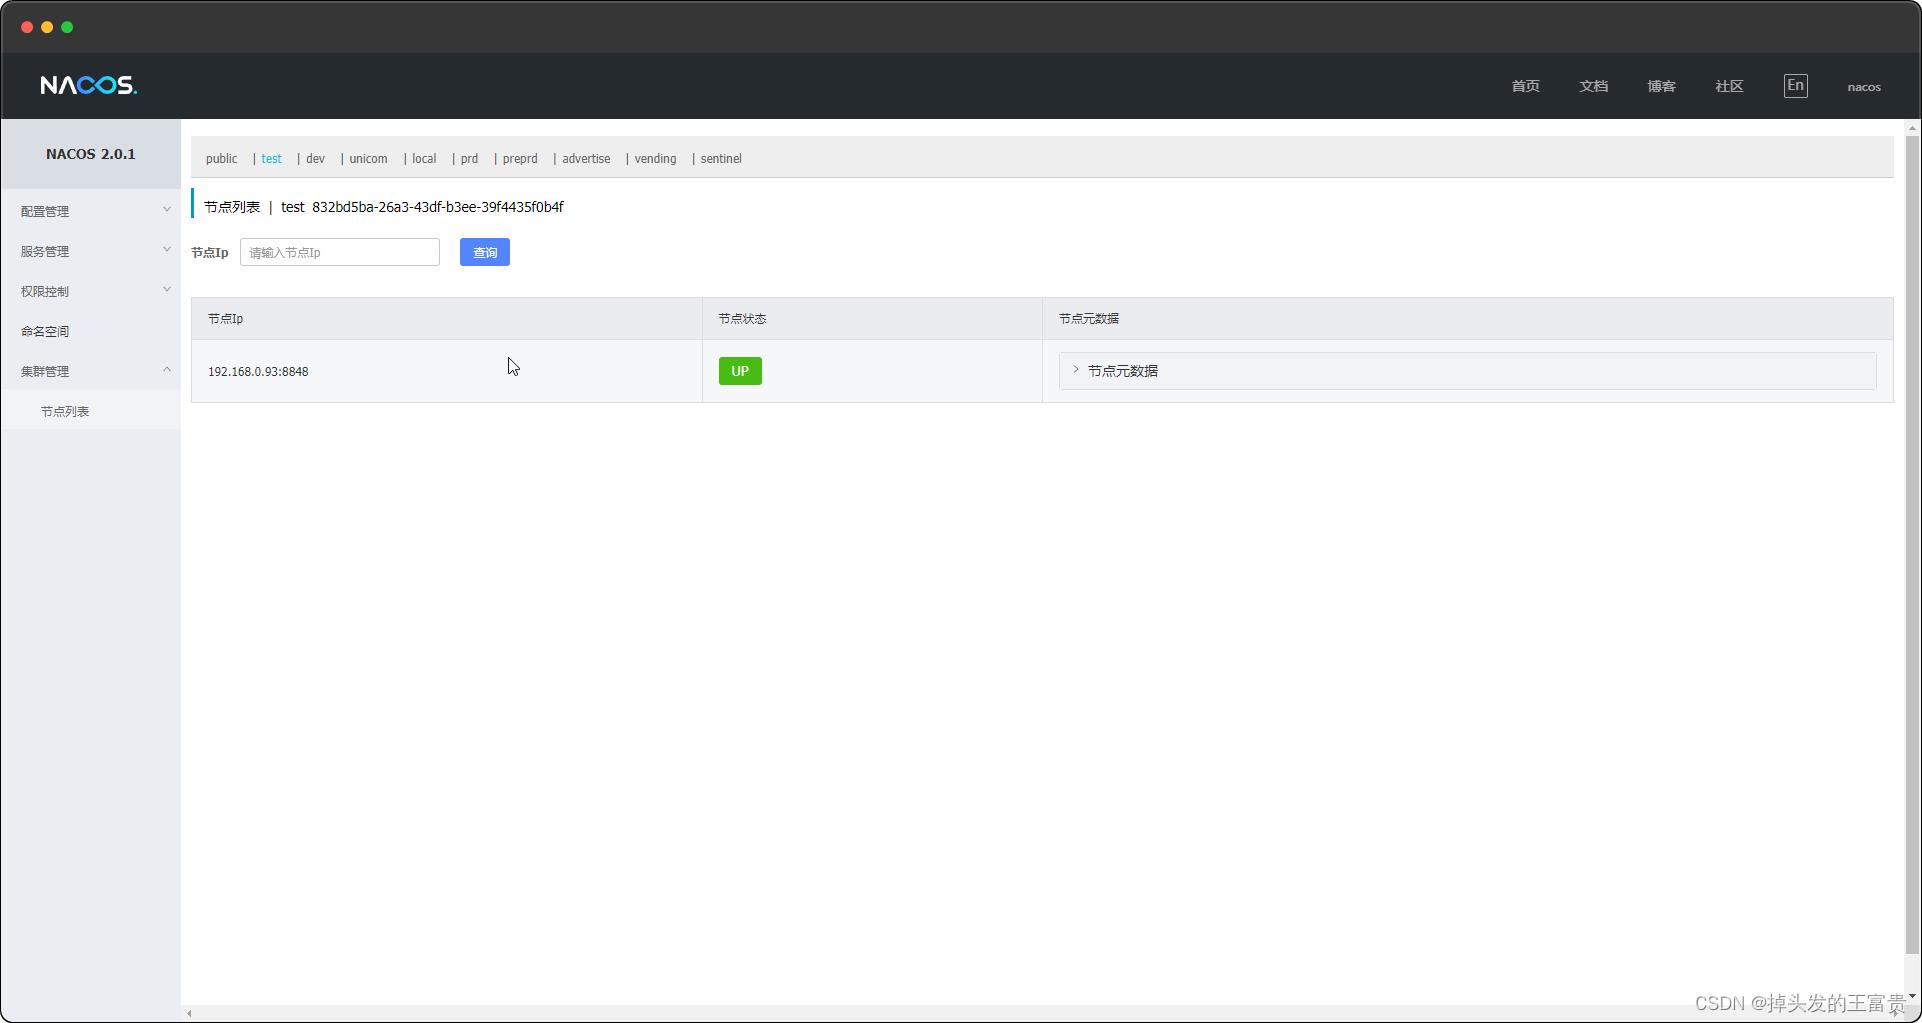 NACOS.
首页 文档 博客 社区 En nacos
NACOS 2.0.1
配置管理
服务管理
权限控制
命名空间
集群管理
节点列表
public | test | dev | unicom | local | prd | preprd | advertise | vending | sentinel
节点列表 | test 832bd5ba-26a3-43df-b3ee-39f4435f0b4f
节点Ip 请输入节点Ip 查询
节点Ip 节点状态 节点元数据
192.168.0.93:8848 UP 节点元数据
CSDN @掉头发的王富贵